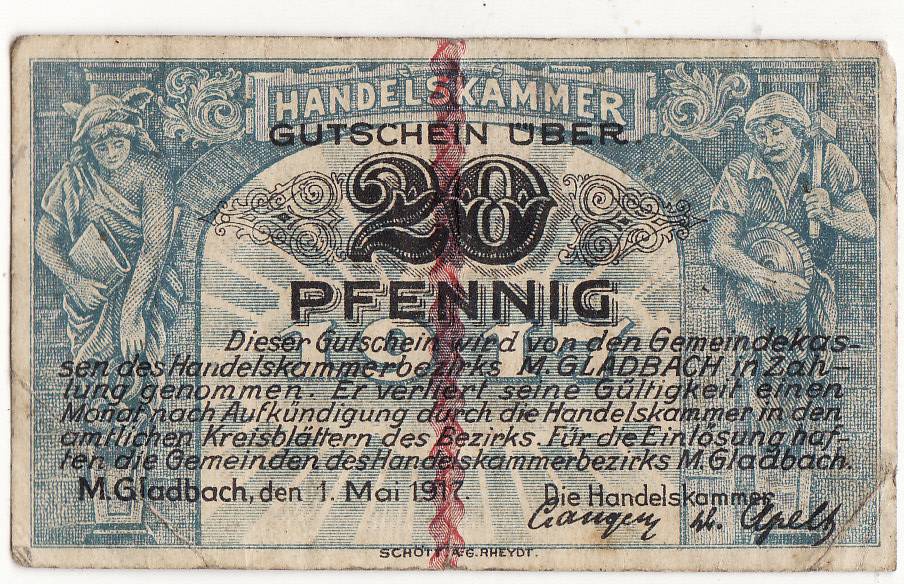 HANDELSKAMMER
GUTSCHEIN ÜBER
20
PFENNIG
1917
Dieser Gutschein wird von den Gemeindekas-
sen des Handelskammerbezirks M. GLADBACH in Zah-
lung genommen. Er verliert seine Gültigkeit einen
Monat nach Aufkündigung durch die Handelskammer in den
amtlichen Kreisblättern des Bezirks. Für die Einlösung haf-
ten die Gemeinden des Handelskammerbezirks M. Gladbach.
M. Gladbach, den 1. Mai 1917.
Die Handelskammer
SCHÖTT A-G. RHEYDT.